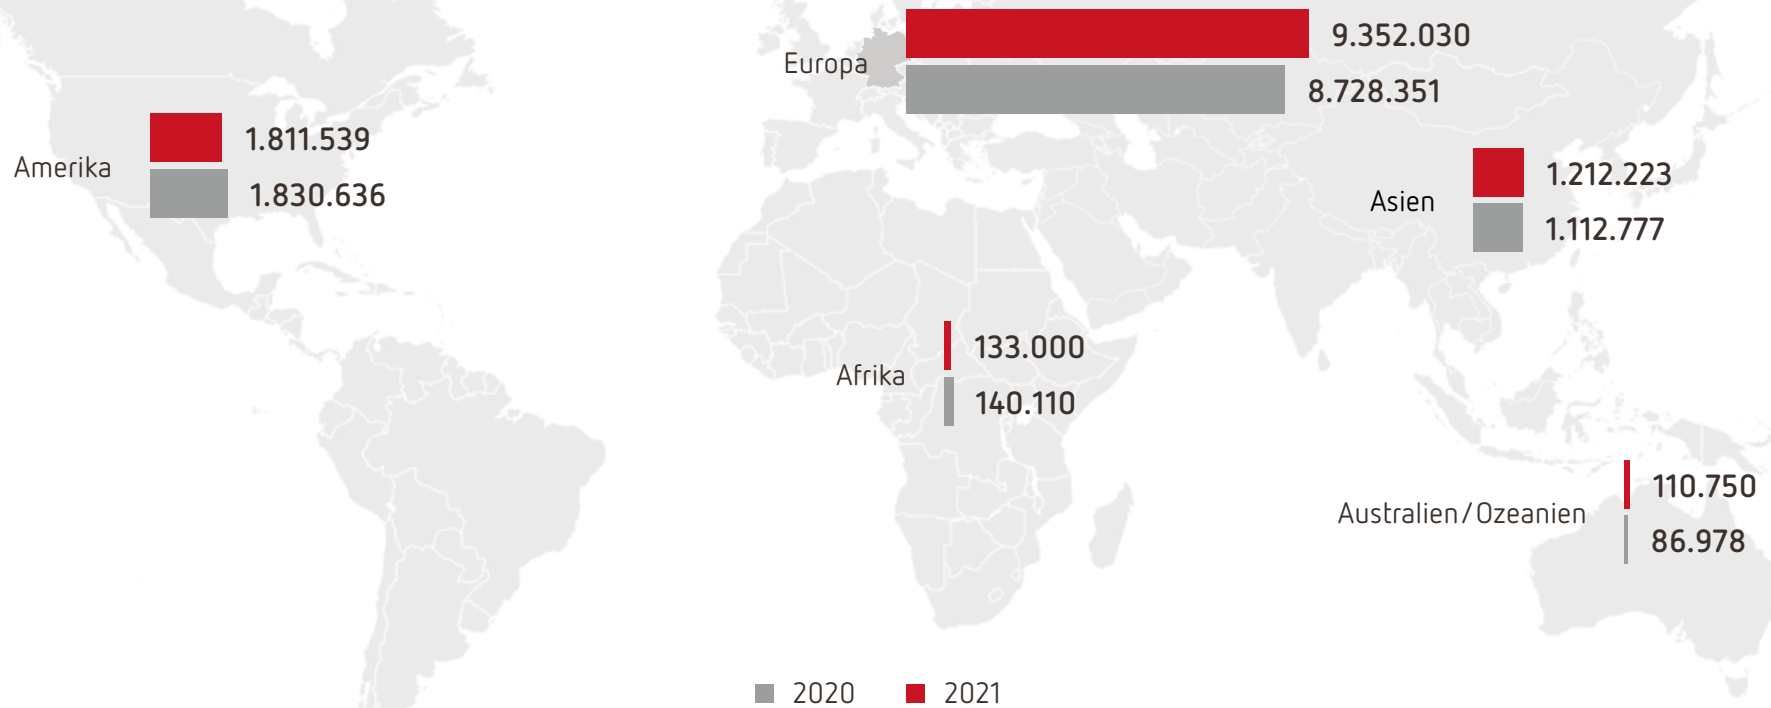 Europa
9.352.030
8.728.351
Amerika
1.811.539
1.830.636
Asien
1.212.223
1.112.777
Afrika
133.000
140.110
Australien/Ozeanien
110.750
86.978
2020
2021